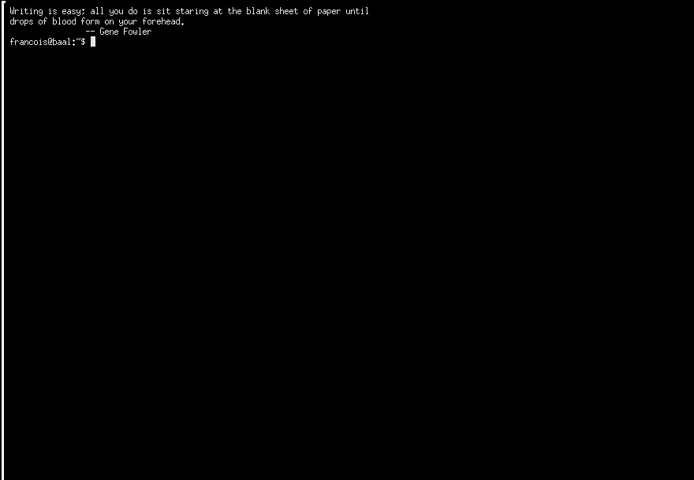 Writing is easy; all you do is sit staring at the blank sheet of paper until
drops of blood form on your forehead.
-- Gene Fowler
francois@baal:~$